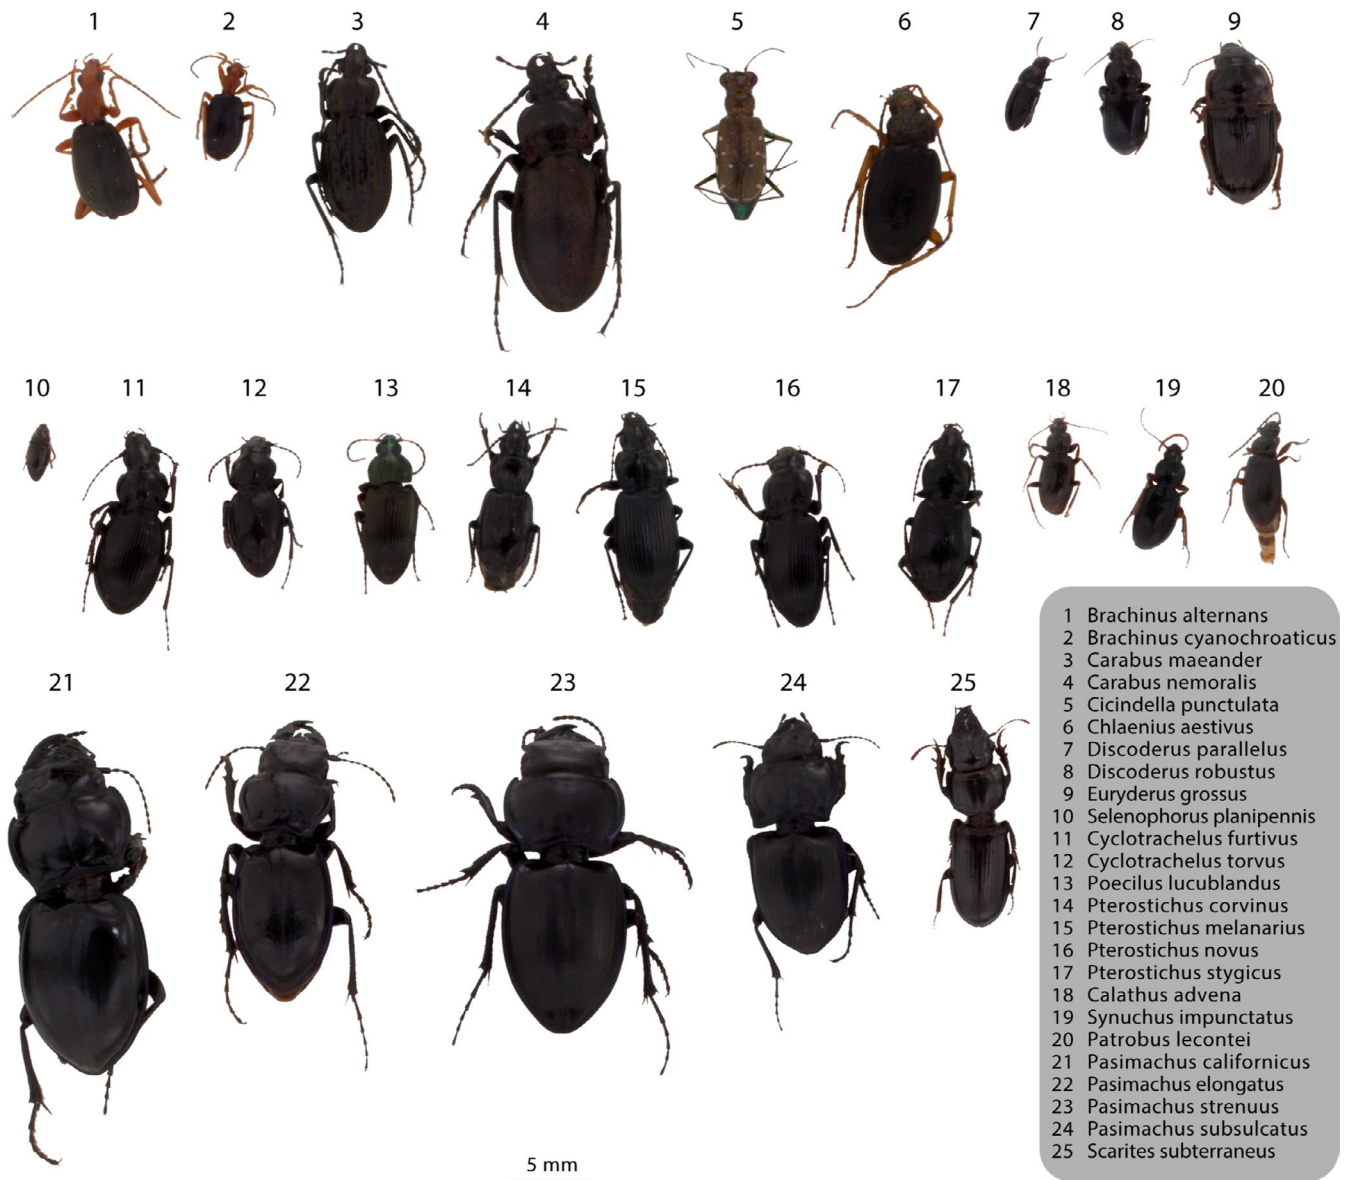 1 2 3 4 5 6 7 8 9
10 11 12 13 14 15 16 17 18 19 20
21 22 23 24 25
1 Brachinus alternans
2 Brachinus cyanochroaticus
3 Carabus maeander
4 Carabus nemoralis
5 Cicindella punctulata
6 Chlaenius aestivus
7 Discoderus parallelus
8 Discoderus robustus
9 Euryderus grossus
10 Selenophorus planipennis
11 Cyclotrachelus furtivus
12 Cyclotrachelus torvus
13 Poecilus lucublandus
14 Pterostichus corvinus
15 Pterostichus melanarius
16 Pterostichus novus
17 Pterostichus stygicus
18 Calathus advena
19 Synuchus impunctatus
20 Patrobus lecontei
21 Pasimachus californicus
22 Pasimachus elongatus
23 Pasimachus strenuus
24 Pasimachus subsulcatus
25 Scarites subterraneus
5 mm